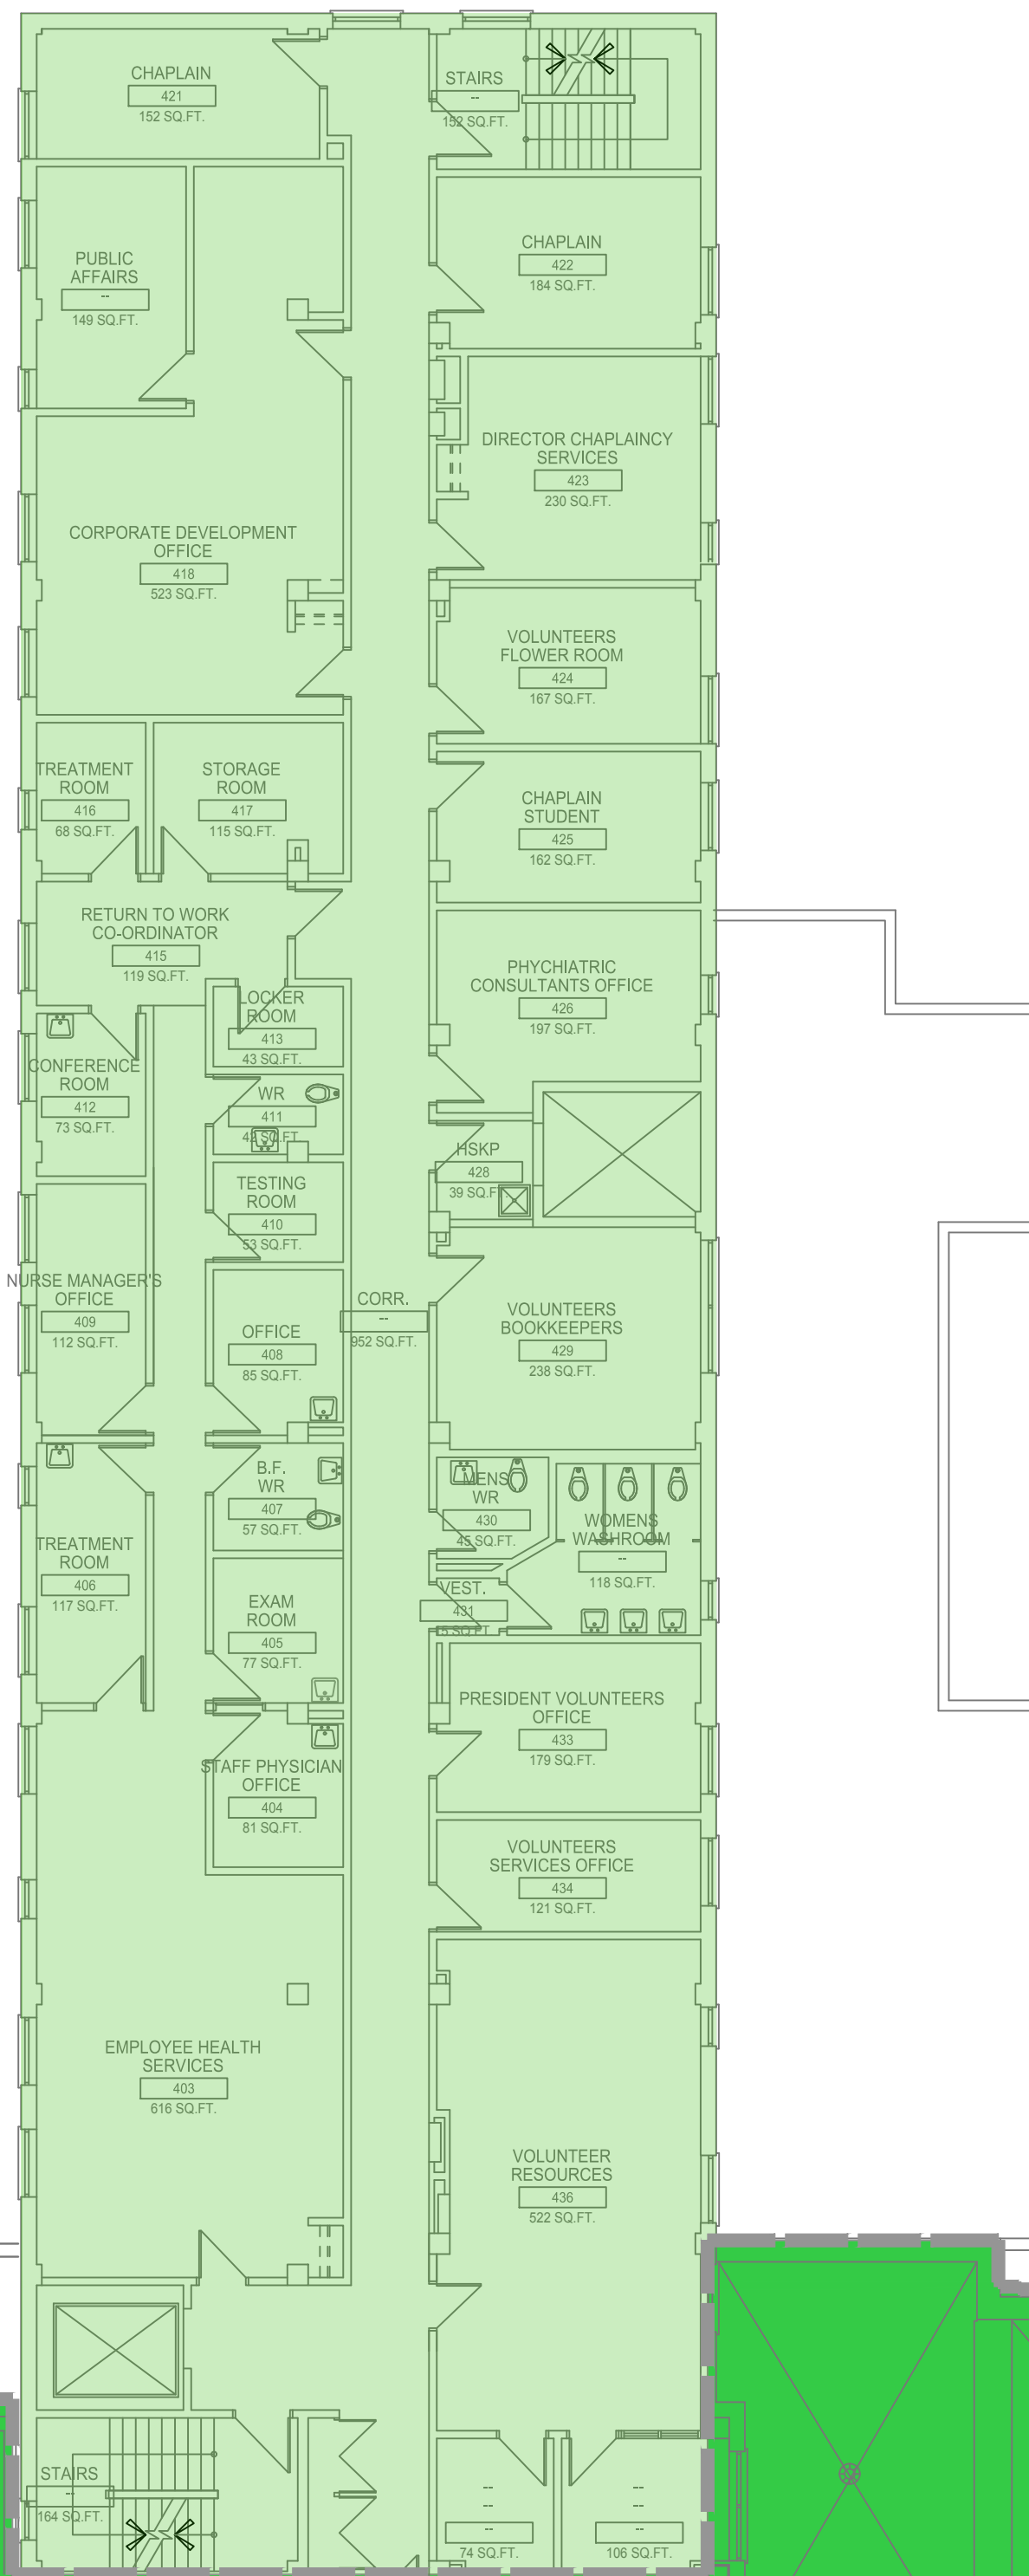 CHAPLAIN
421
152 SQ.FT.
STAIRS
--
152 SQ.FT.
PUBLIC
AFFAIRS
--
149 SQ.FT.
CHAPLAIN
422
184 SQ.FT.
DIRECTOR CHAPLAINCY
SERVICES
423
230 SQ.FT.
CORPORATE DEVELOPMENT
OFFICE
418
523 SQ.FT.
VOLUNTEERS
FLOWER ROOM
424
167 SQ.FT.
TREATMENT
ROOM
416
68 SQ.FT.
STORAGE
ROOM
417
115 SQ.FT.
CHAPLAIN
STUDENT
425
162 SQ.FT.
RETURN TO WORK
CO-ORDINATOR
415
119 SQ.FT.
PHYCHIATRIC
CONSULTANTS OFFICE
426
197 SQ.FT.
LOCKER
ROOM
413
43 SQ.FT.
CONFERENCE
ROOM
412
73 SQ.FT.
WR
411
42 SQ.FT
HSKP
428
39 SQ.FT.
TESTING
ROOM
410
53 SQ.FT.
NURSE MANAGER'S
OFFICE
409
112 SQ.FT.
OFFICE
408
85 SQ.FT.
CORR.
--
952 SQ.FT.
VOLUNTEERS
BOOKKEEPERS
429
238 SQ.FT.
B.F.
WR
407
57 SQ.FT.
MENS
WR
430
45 SQ.FT.
WOMENS
WASHROOM
--
118 SQ.FT.
TREATMENT
ROOM
406
117 SQ.FT.
EXAM
ROOM
405
77 SQ.FT.
VEST.
431
SQ.FT.
PRESIDENT VOLUNTEERS
OFFICE
433
179 SQ.FT.
STAFF PHYSICIAN
OFFICE
404
81 SQ.FT.
VOLUNTEERS
SERVICES OFFICE
434
121 SQ.FT.
EMPLOYEE HEALTH
SERVICES
403
616 SQ.FT.
VOLUNTEER
RESOURCES
436
522 SQ.FT.
STAIRS
--
164 SQ.FT.
--
--
--
74 SQ.FT.
--
--
--
106 SQ.FT.